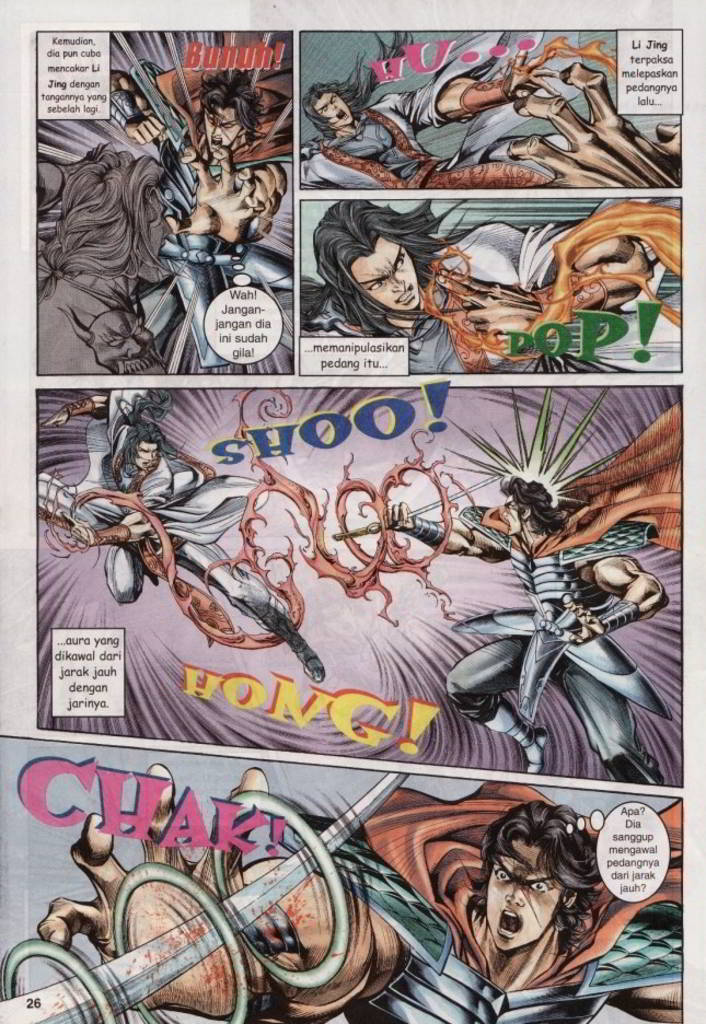 Kemudian,
dia pun cuba
mencakar Li
Jing dengan
tangannya yang
sebelah lagi.
Bunuh!
Wah!
Jangan-
jangan dia
ini sudah
gila!
HU...
Li Jing
terpaksa
melepaskan
pedangnya
lalu...
...memanipulasikan
pedang itu...
POP!
SHOO!
...aura yang
dikawal dari
jarak jauh
dengan
jarinya.
HONG!
CHAK!
Apa?
Dia
sanggup
mengawal
pedangnya
dari jarak
jauh?
26